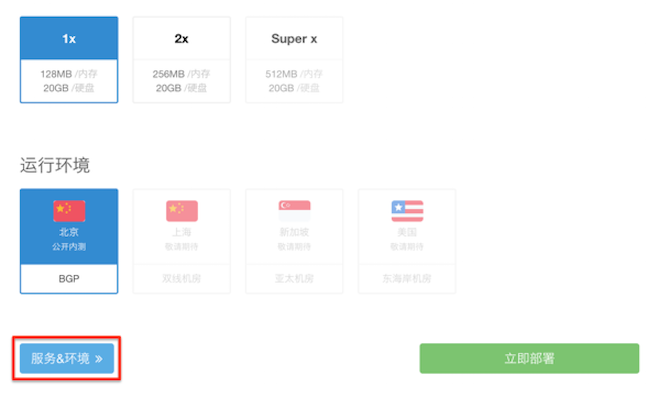 1x
2x
Super x
128MB /内存
256MB /内存
512MB /内存
20GB /硬盘
20GB /硬盘
20GB /硬盘
运行环境
北京
上海
新加坡
美国
公开内测
敬请期待
敬请期待
敬请期待
BGP
双线机房
亚太机房
东海岸机房
服务&环境 »
立即部署